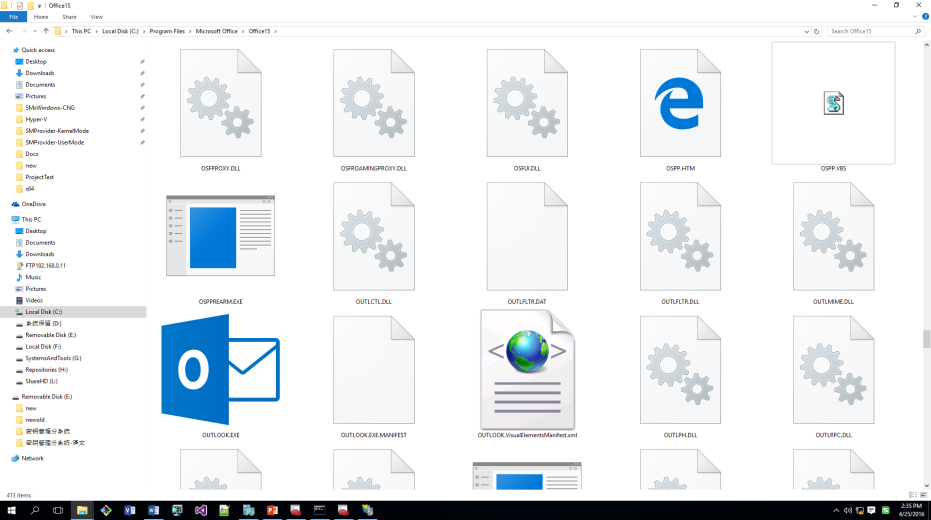 Office15
File Home Share View
This PC Local Disk (C:) Program Files Microsoft Office Office15 Search Office15
Quick access
Desktop
Downloads
Documents
Pictures
SMxWindows-CNG
Hyper-V
SMProvider-KernelMode
SMProvider-UserMode
Docs
new
ProjectTest
x64
OneDrive
This PC
Desktop
Documents
Downloads
FTP192.168.0.11
Music
Pictures
Videos
Local Disk (C:)
系統保留 (D:)
Removable Disk (E:)
Local Disk (F:)
SystemsAndTools (G:)
Repositories (H:)
ShareHD (L:)
Removable Disk (E:)
new
newold
密钥管理分系统
密钥管理分系统-译文
Network
OSFPROXY.DLL OSFROAMINGPROXY.DLL OSFUI.DLL OSPP.HTM OSPP.VBS
OSPPREARM.EXE OUTLCTL.DLL OUTLFLTR.DAT OUTLFLTR.DLL OUTLMIME.DLL
OUTLOOK.EXE OUTLOOK.EXE.MANIFEST OUTLOOK.VisualElementsManifest.xml OUTLPH.DLL OUTLRPC.DLL
413 items
2:35 PM
4/25/2016